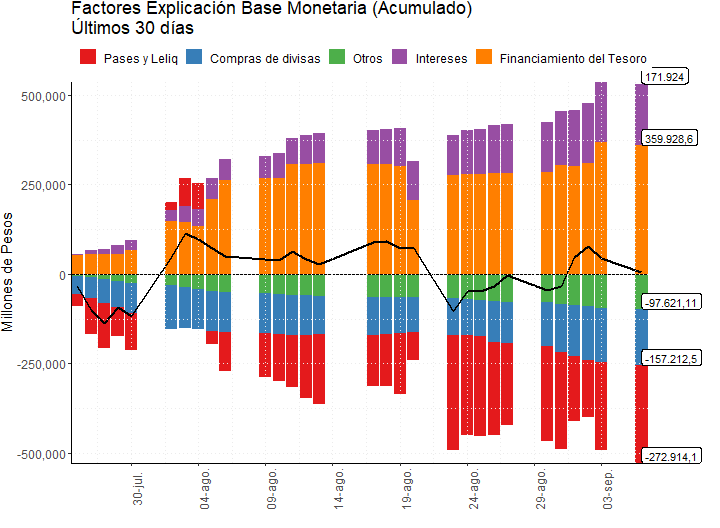 Factores Explicación Base Monetaria (Acumulado)
Últimos 30 días
Pases y Leliq
Compras de divisas
Otros
Intereses
Financiamiento del Tesoro
Millones de Pesos
500,000
250,000
0
-250,000
-500,000
171.924
359.928,6
-97.621,11
-157.212,5
-272.914,1
30-jul.
04-ago.
09-ago.
14-ago.
19-ago.
24-ago.
29-ago.
03-sep.